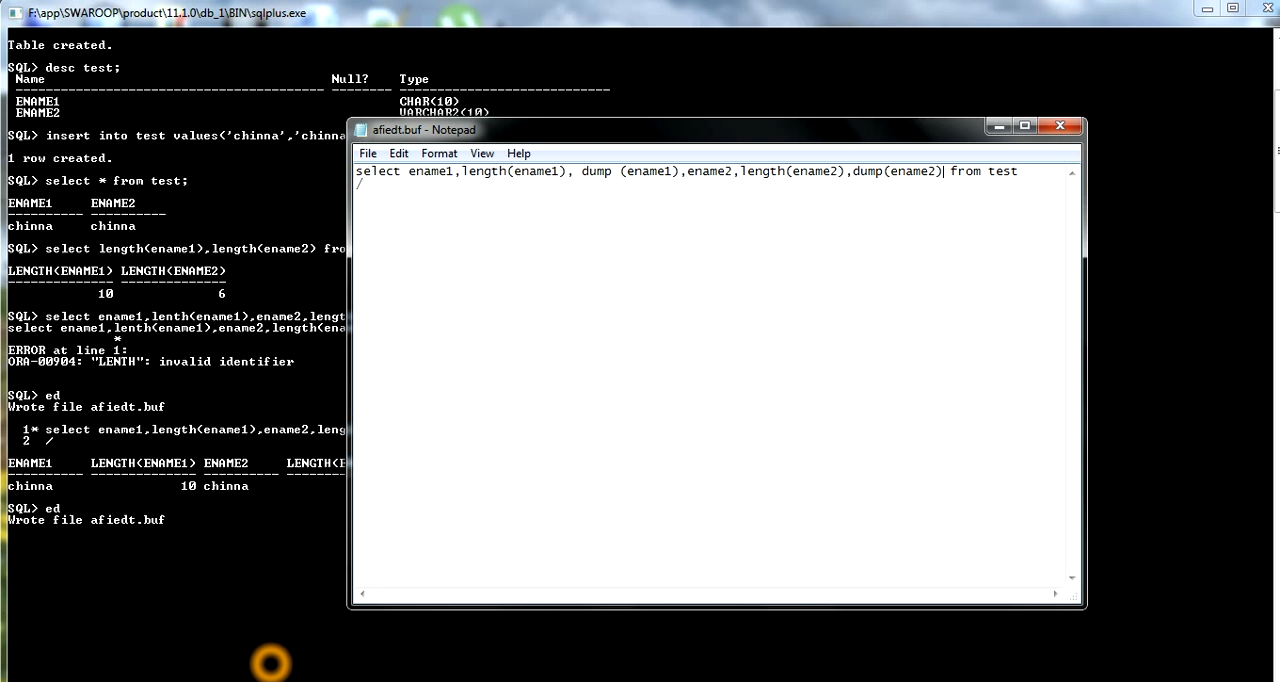 F:\app\SWAROOP\product\11.1.0\db_1\BIN\sqlplus.exe
Table created.
SQL> desc test;
Name Null? Type
ENAME1 CHAR(10)
ENAME2 VARCHAR2(10)
SQL> insert into test values('chinna','chinna
1 row created.
SQL> select * from test;
ENAME1 ENAME2
chinna chinna
SQL> select length(ename1),length(ename2) fro
LENGTH(ENAME1) LENGTH(ENAME2)
10 6
SQL> select ename1,lenth(ename1),ename2,lengt
select ename1,lenth(ename1),ename2,length(ena
*
ERROR at line 1:
ORA-00904: "LENTH": invalid identifier
SQL> ed
Wrote file afiedt.buf
1* select ename1,length(ename1),ename2,leng
2 /
ENAME1 LENGTH(ENAME1) ENAME2 LENGTH(E
chinna 10 chinna
SQL> ed
Wrote file afiedt.buf
afiedt.buf - Notepad
File Edit Format View Help
select ename1,length(ename1), dump (ename1),ename2,length(ename2),dump(ename2) from test
/